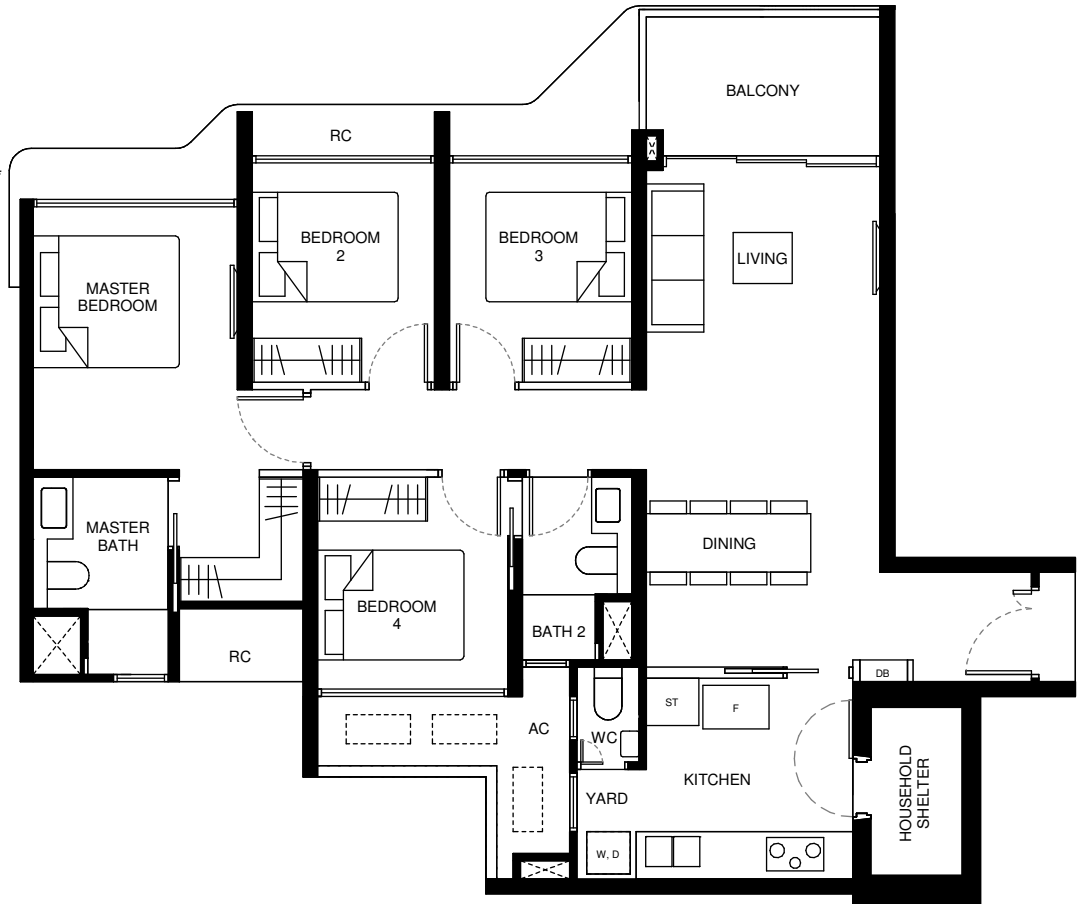 BALCONY
RC
BEDROOM
2
BEDROOM
3
LIVING
MASTER
BEDROOM
MASTER
BATH
DINING
BEDROOM
4
BATH 2
RC
DB
ST
F
AC
WC
KITCHEN
HOUSEHOLD
SHELTER
YARD
W, D